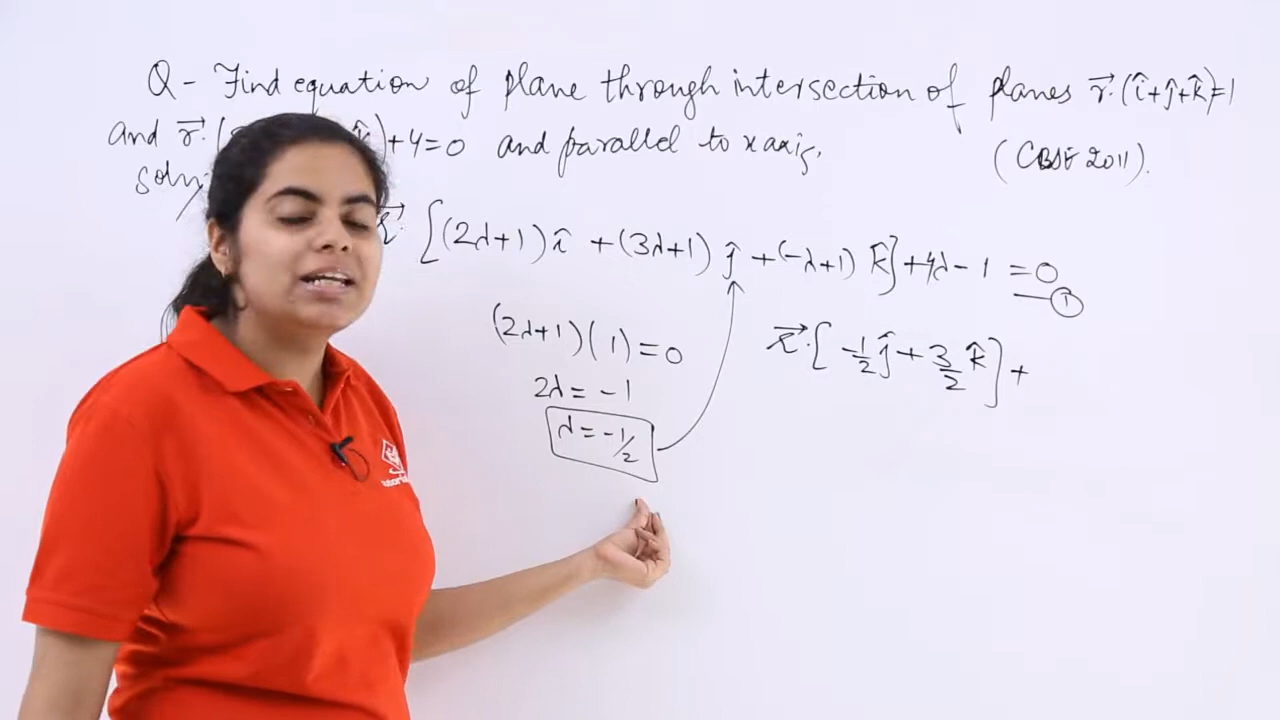 Q - Find equation of plane through intersection of planes r⃗.(î+ĵ+k̂)=1
and r⃗.( k̂)+4=0 and parallel to x axis. (CBSE 2011).
soln:
r⃗. [(2λ+1)î +(3λ+1) ĵ +(-λ+1) k̂]+4λ-1 =0
①
(2λ+1)(1)=0
r⃗.[-1/2 ĵ + 3/2 k̂] +
2λ = -1
λ = -1/2